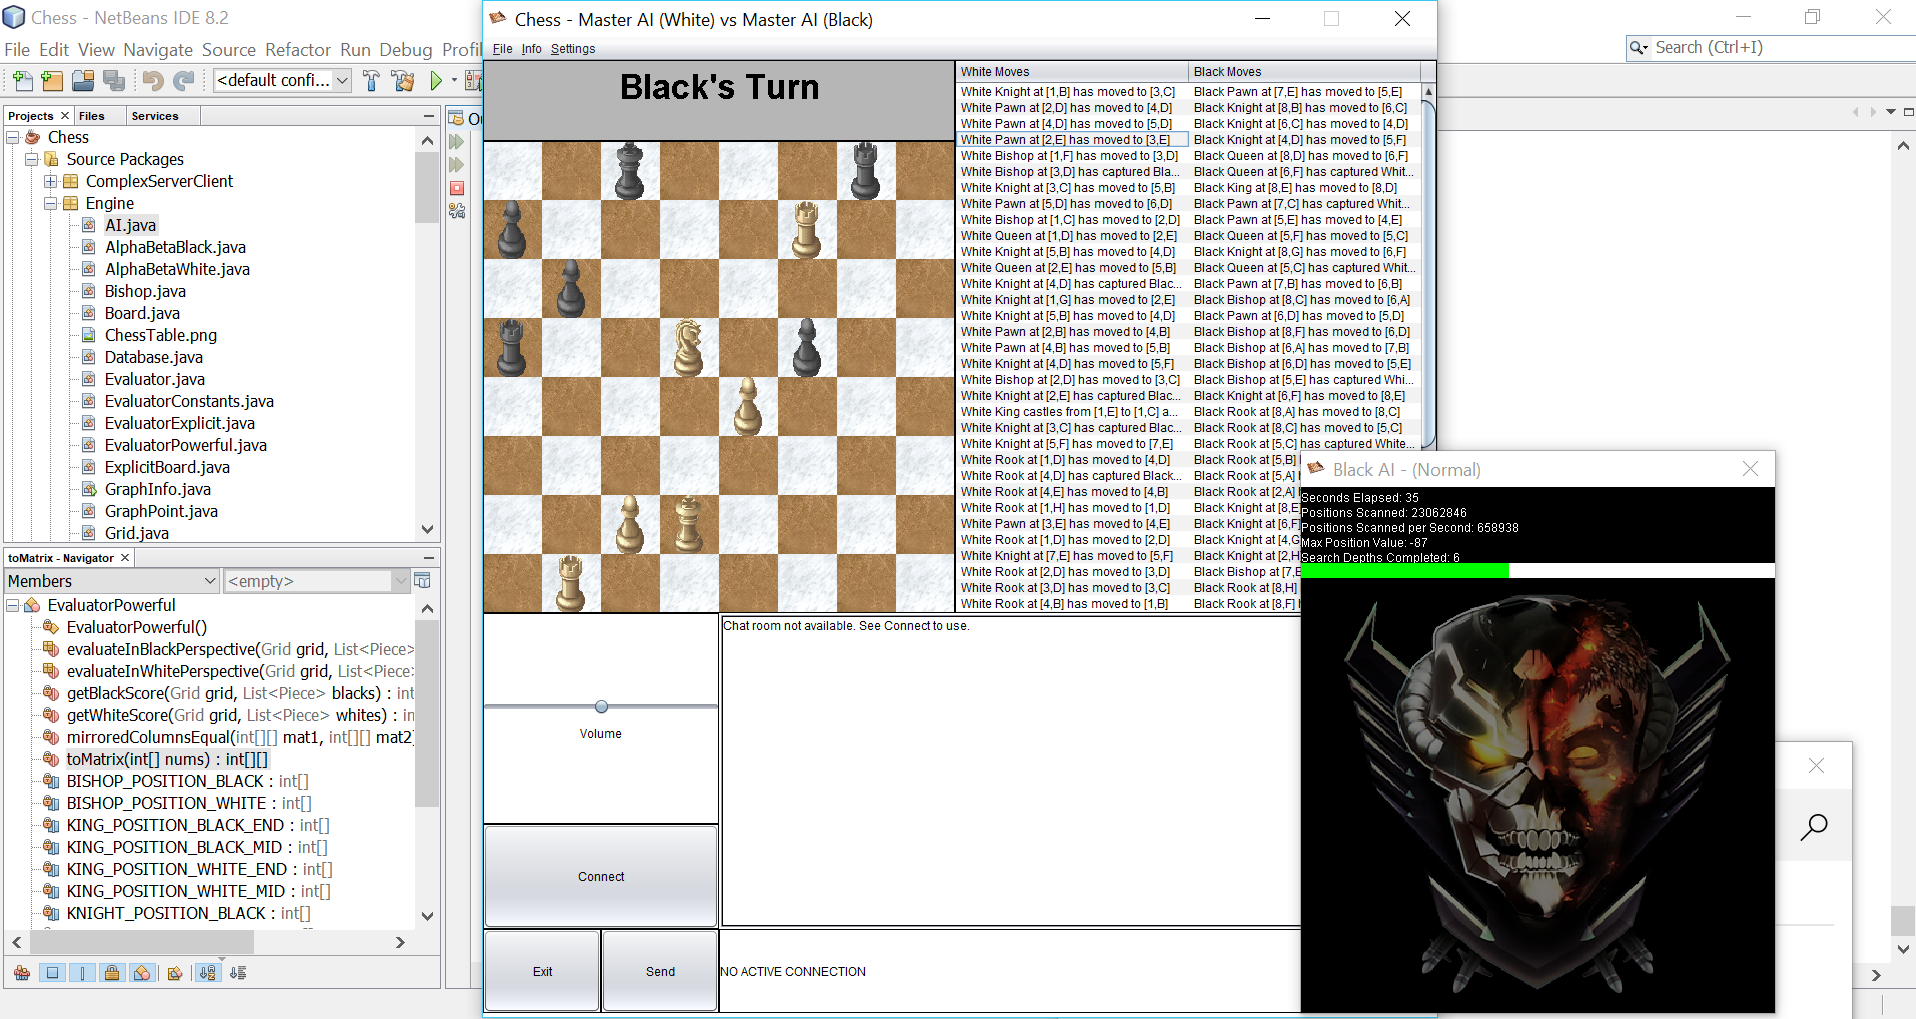 Chess - NetBeans IDE 8.2
File Edit View Navigate Source Refactor Run Debug Profil
Search (Ctrl+I)
<default confi...
Projects Files Services
Chess
Source Packages
ComplexServerClient
Engine
AI.java
AlphaBetaBlack.java
AlphaBetaWhite.java
Bishop.java
Board.java
ChessTable.png
Database.java
Evaluator.java
EvaluatorConstants.java
EvaluatorExplicit.java
EvaluatorPowerful.java
ExplicitBoard.java
GraphInfo.java
GraphPoint.java
Grid.java
toMatrix - Navigator
Members <empty>
EvaluatorPowerful
EvaluatorPowerful()
evaluateInBlackPerspective(Grid grid, List<Piece>
evaluateInWhitePerspective(Grid grid, List<Piece>
getBlackScore(Grid grid, List<Piece> blacks) : int
getWhiteScore(Grid grid, List<Piece> whites) : in
mirroredColumnsEqual(int[][] mat1, int[][] mat2)
toMatrix(int[] nums) : int[][]
BISHOP_POSITION_BLACK : int[]
BISHOP_POSITION_WHITE : int[]
KING_POSITION_BLACK_END : int[]
KING_POSITION_BLACK_MID : int[]
KING_POSITION_WHITE_END : int[]
KING_POSITION_WHITE_MID : int[]
KNIGHT_POSITION_BLACK : int[]
Ou
Chess - Master AI (White) vs Master AI (Black)
File Info Settings
Black's Turn
White Moves Black Moves
White Knight at [1,B] has moved to [3,C] Black Pawn at [7,E] has moved to [5,E]
White Pawn at [2,D] has moved to [4,D] Black Knight at [8,B] has moved to [6,C]
White Pawn at [4,D] has moved to [5,D] Black Knight at [6,C] has moved to [4,D]
White Pawn at [2,E] has moved to [3,E] Black Knight at [4,D] has moved to [5,F]
White Bishop at [1,F] has moved to [3,D] Black Queen at [8,D] has moved to [6,F]
White Bishop at [3,D] has captured Bla... Black Queen at [6,F] has captured Whit...
White Knight at [3,C] has moved to [5,B] Black King at [8,E] has moved to [8,D]
White Pawn at [5,D] has moved to [6,D] Black Pawn at [7,C] has captured Whit...
White Bishop at [1,C] has moved to [2,D] Black Pawn at [5,E] has moved to [4,E]
White Queen at [1,D] has moved to [2,E] Black Queen at [5,F] has moved to [5,C]
White Knight at [5,B] has moved to [4,D] Black Knight at [8,G] has moved to [6,F]
White Queen at [2,E] has moved to [5,B] Black Queen at [5,C] has captured Whit...
White Knight at [4,D] has captured Blac... Black Pawn at [7,B] has moved to [6,B]
White Knight at [1,G] has moved to [2,E] Black Bishop at [8,C] has moved to [6,A]
White Knight at [5,B] has moved to [4,D] Black Pawn at [6,D] has moved to [5,D]
White Pawn at [2,B] has moved to [4,B] Black Bishop at [8,F] has moved to [6,D]
White Pawn at [4,B] has moved to [5,B] Black Bishop at [6,A] has moved to [7,B]
White Knight at [4,D] has moved to [5,F] Black Bishop at [6,D] has moved to [5,E]
White Bishop at [2,D] has moved to [3,C] Black Bishop at [5,E] has captured Whi...
White Knight at [2,E] has captured Blac... Black Knight at [6,F] has moved to [8,E]
White King castles from [1,E] to [1,C] a... Black Rook at [8,A] has moved to [8,C]
White Knight at [3,C] has captured Blac... Black Rook at [8,C] has moved to [5,C]
White Knight at [5,F] has moved to [7,E] Black Rook at [5,C] has captured White...
White Rook at [1,D] has moved to [4,D] Black Rook at [5,B]
White Rook at [4,D] has captured Black... Black Rook at [5,A]
White Rook at [4,E] has moved to [4,B] Black Rook at [2,A]
White Rook at [1,H] has moved to [1,D] Black Knight at [8,E]
White Pawn at [3,E] has moved to [4,E] Black Knight at [6,F]
White Rook at [1,D] has moved to [2,D] Black Knight at [4,G
White Knight at [7,E] has moved to [5,F] Black Knight at [2,H
White Rook at [2,D] has moved to [3,D] Black Bishop at [7,B
White Rook at [3,D] has moved to [3,C] Black Rook at [8,H]
White Rook at [4,B] has moved to [1,B] Black Rook at [8,F]
Volume
Connect
Exit Send
Chat room not available. See Connect to use.
NO ACTIVE CONNECTION
Black AI - (Normal)
Seconds Elapsed: 35
Positions Scanned: 23062846
Positions Scanned per Second: 658938
Max Position Value: -87
Search Depths Completed: 6